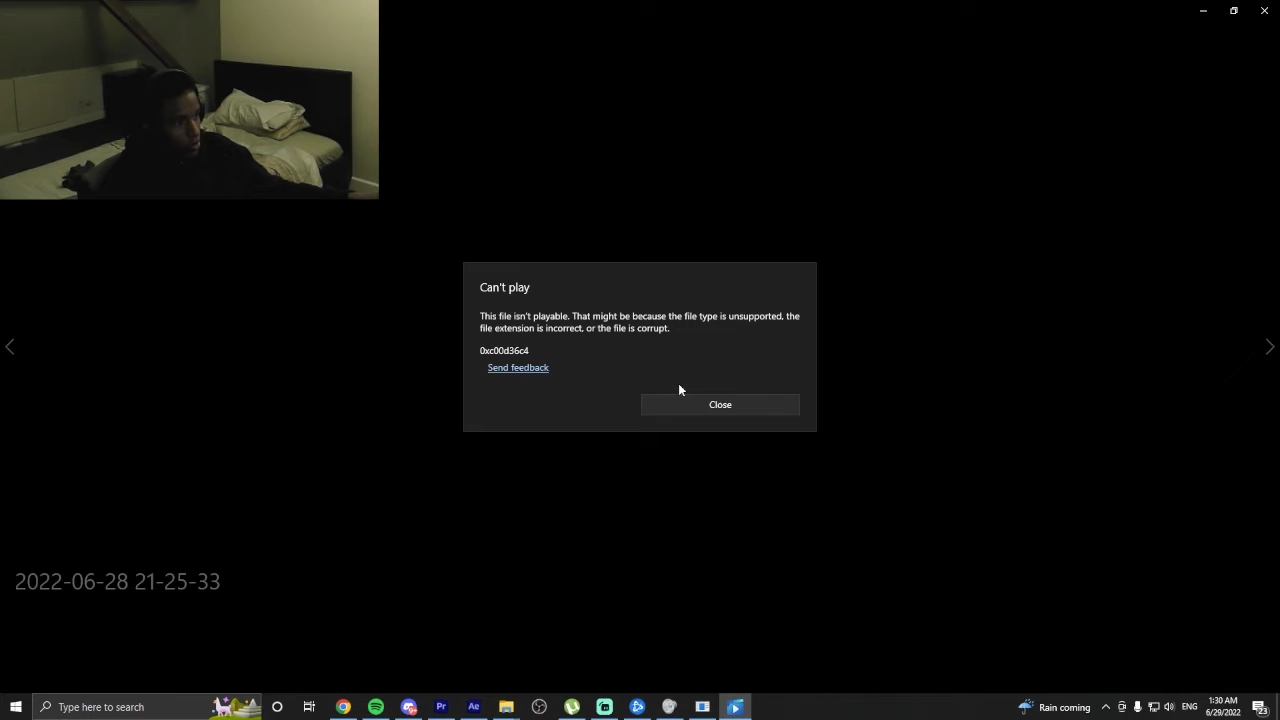 Can't play
This file isn't playable. That might be because the file type is unsupported, the
file extension is incorrect, or the file is corrupt.
0xc00d36c4
Send feedback
Close
2022-06-28 21-25-33
Type here to search
Pr
Ae
Rain coming
ENG
1:30 AM
6/29/2022